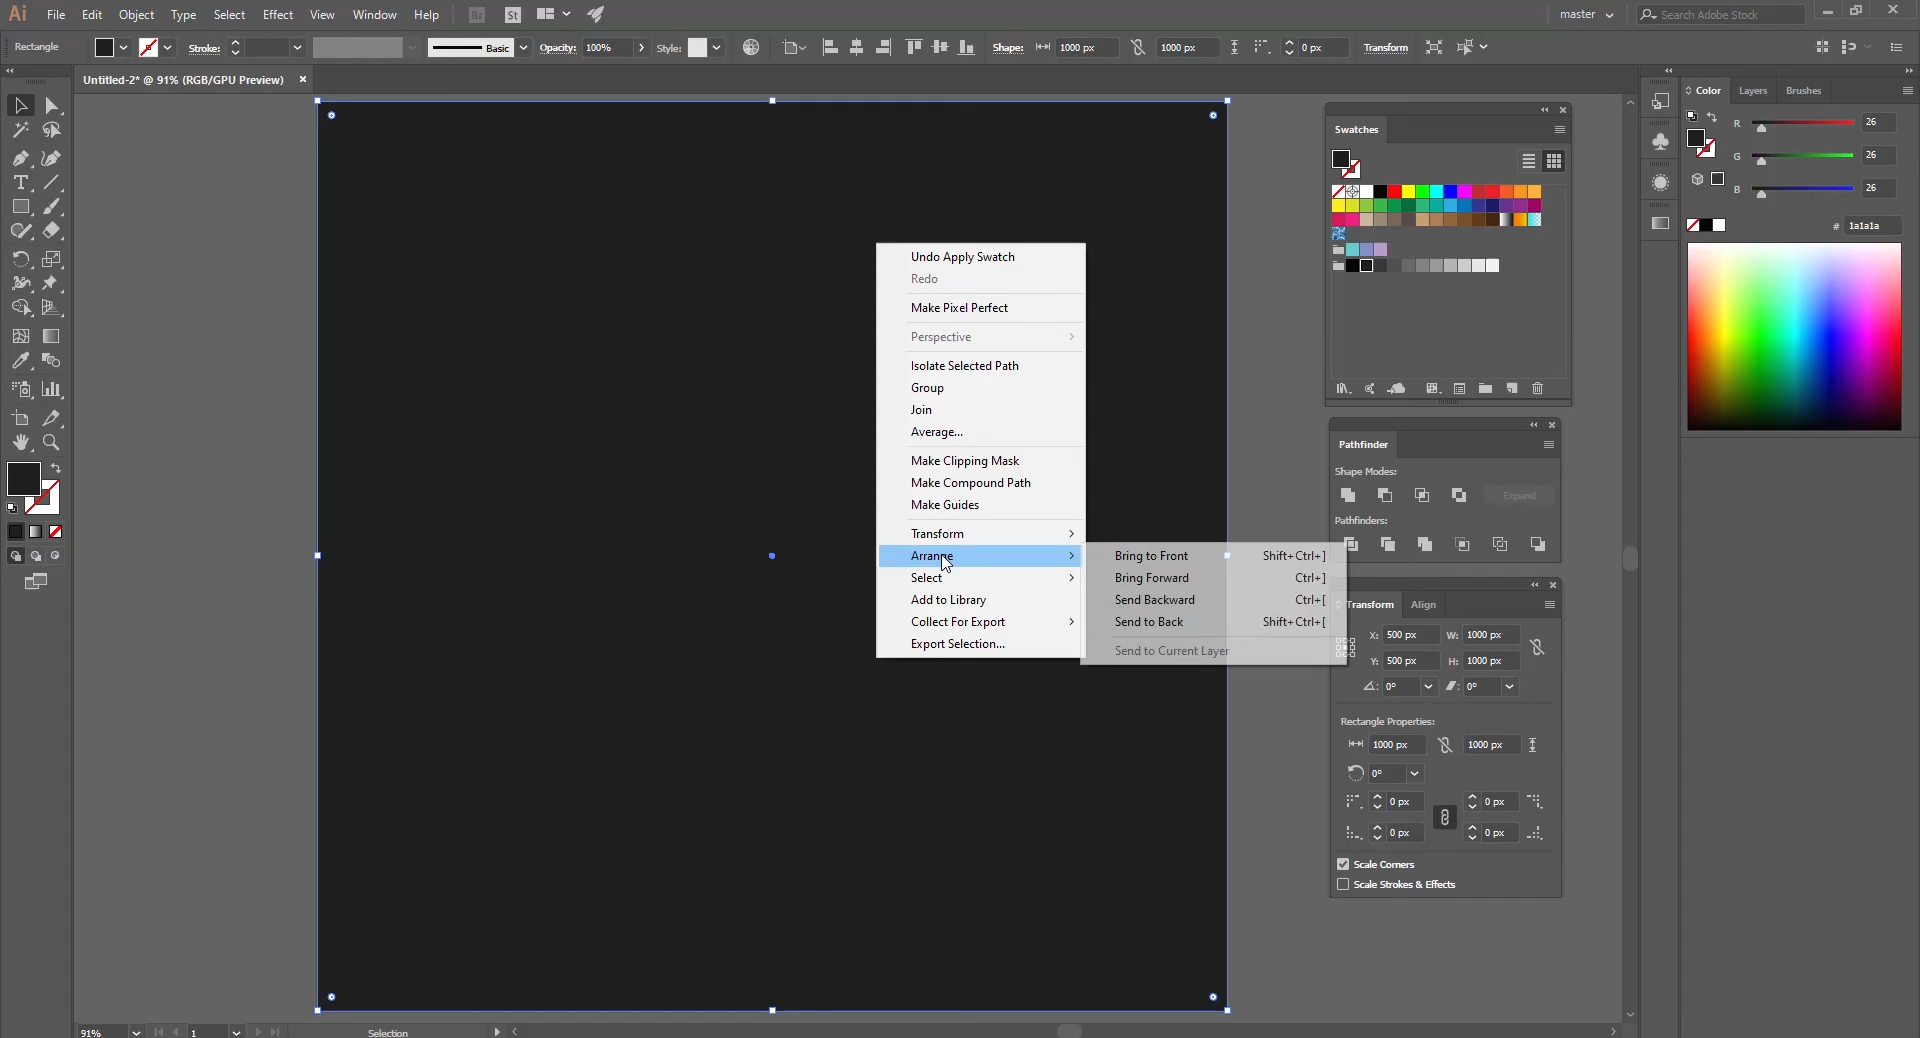 Ai File Edit Object Type Select Effect View Window Help Br St master Search Adobe Stock
Rectangle Stroke: Basic Opacity: 100% Style: Shape: 1000 px 1000 px 0 px Transform
Untitled-2* @ 91% (RGB/GPU Preview)
Color Layers Brushes
R 26
G 26
B 26
# 1a1a1a
Swatches
Undo Apply Swatch
Redo
Make Pixel Perfect
Perspective
Isolate Selected Path
Group
Join
Average...
Make Clipping Mask
Make Compound Path
Make Guides
Transform
Arrange
Select
Add to Library
Collect For Export
Export Selection...
Bring to Front Shift+Ctrl+]
Bring Forward Ctrl+]
Send Backward Ctrl+[
Send to Back Shift+Ctrl+[
Send to Current Layer
Pathfinder
Shape Modes:
Expand
Pathfinders:
Transform Align
X: 500 px W: 1000 px
Y: 500 px H: 1000 px
0° 0°
Rectangle Properties:
1000 px 1000 px
0°
0 px 0 px
0 px 0 px
Scale Corners
Scale Strokes & Effects
91% 1 Selection